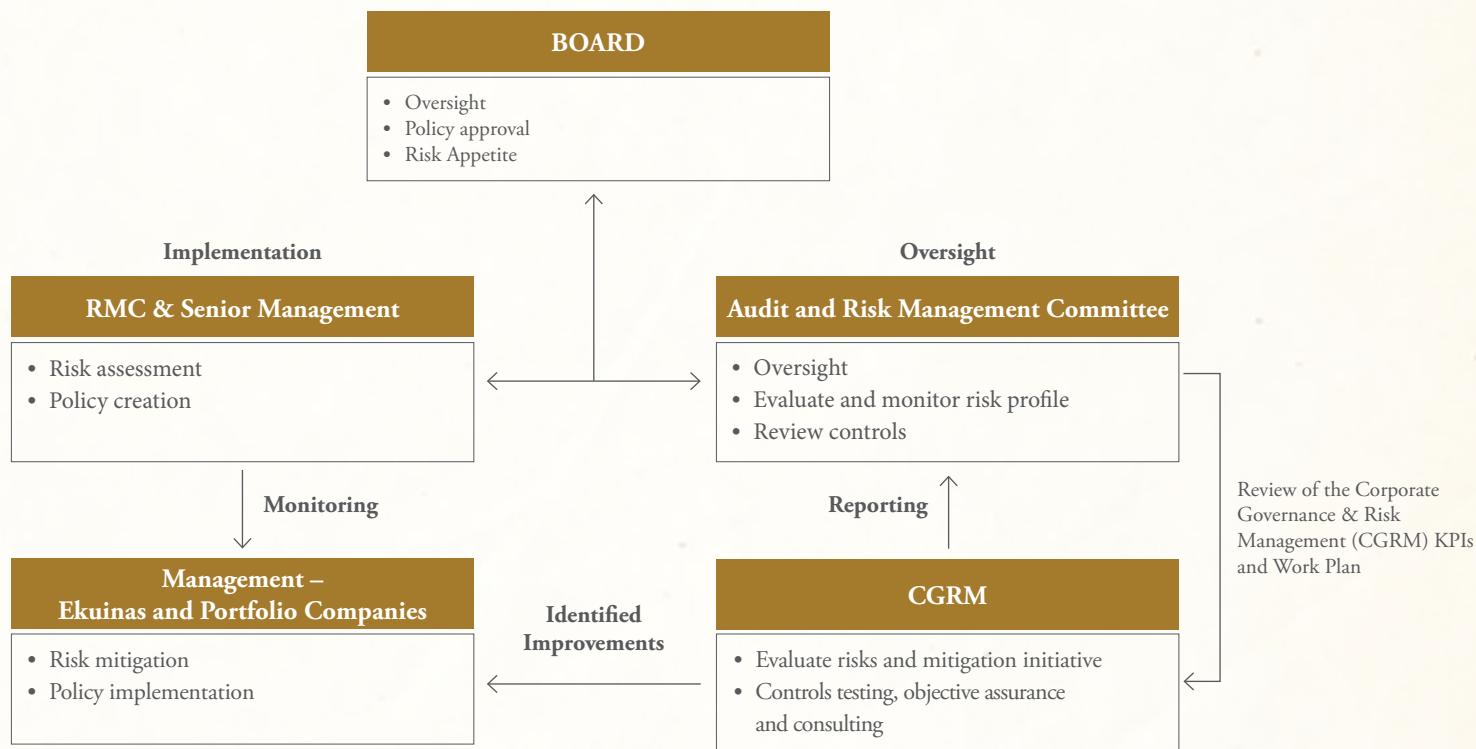 BOARD
• Oversight
• Policy approval
• Risk Appetite
Implementation
RMC & Senior Management
• Risk assessment
• Policy creation
Oversight
Audit and Risk Management Committee
• Oversight
• Evaluate and monitor risk profile
• Review controls
Monitoring
Reporting
Review of the Corporate
Governance & Risk
Management (CGRM) KPIs
and Work Plan
Management –
Ekuinas and Portfolio Companies
• Risk mitigation
• Policy implementation
Identified
Improvements
CGRM
• Evaluate risks and mitigation initiative
• Controls testing, objective assurance
and consulting